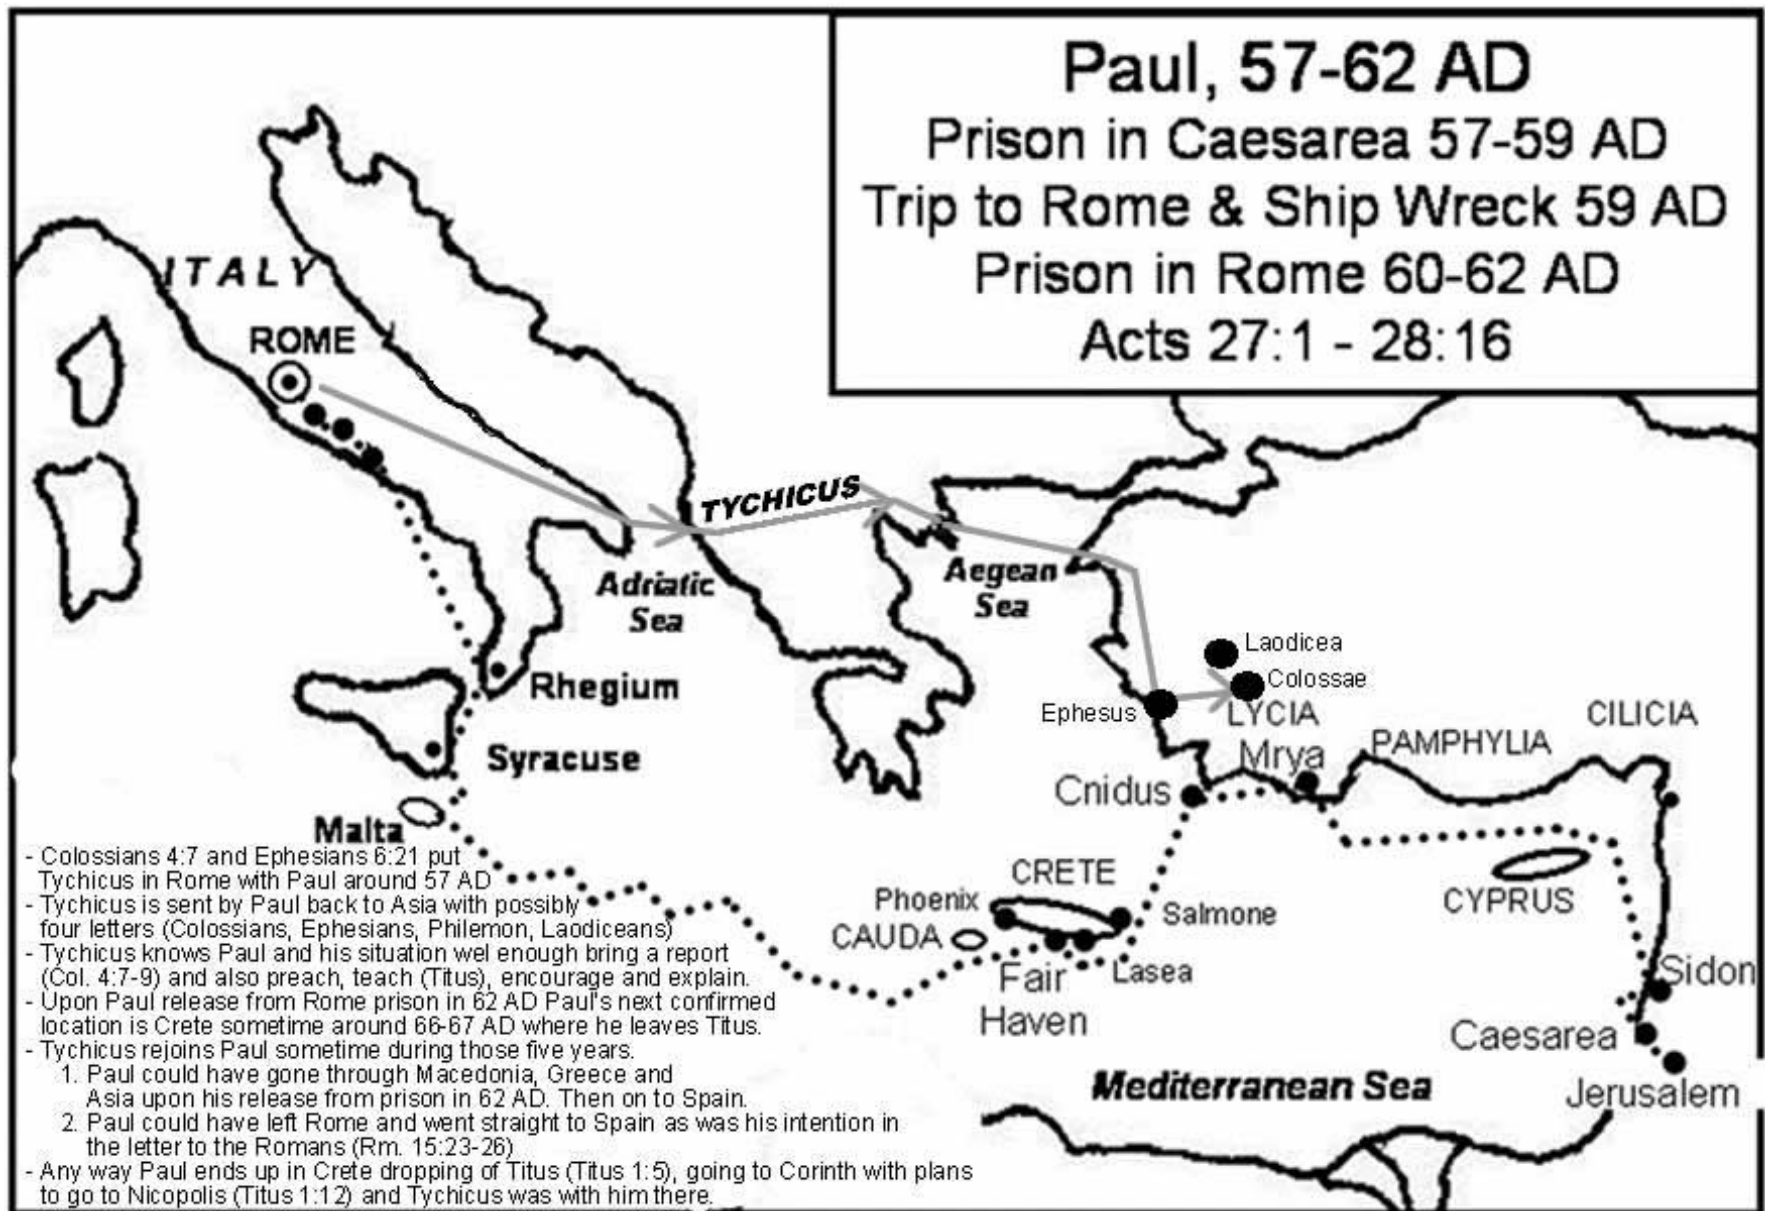 Paul, 57-62 AD
Prison in Caesarea 57-59 AD
Trip to Rome & Ship Wreck 59 AD
Prison in Rome 60-62 AD
Acts 27:1 - 28:16
ITALY
ROME
TYCHICUS
Adriatic
Sea
Aegean
Sea
Laodicea
Colossae
Ephesus
LYCIA
Mrya
PAMPHYLIA
CILICIA
Rhegium
Syracuse
Cnidus
Malta
CRETE
Phoenix
Salmone
CAUDA
Lasea
Fair
Haven
CYPRUS
Sidon
Caesarea
Jerusalem
Mediterranean Sea
- Colossians 4:7 and Ephesians 6:21 put
Tychicus in Rome with Paul around 57 AD
- Tychicus is sent by Paul back to Asia with possibly
four letters (Colossians, Ephesians, Philemon, Laodiceans)
- Tychicus knows Paul and his situation wel enough bring a report
(Col. 4:7-9) and also preach, teach (Titus), encourage and explain.
- Upon Paul release from Rome prison in 62 AD Paul's next confirmed
location is Crete sometime around 66-67 AD where he leaves Titus.
- Tychicus rejoins Paul sometime during those five years.
1. Paul could have gone through Macedonia, Greece and
Asia upon his release from prison in 62 AD. Then on to Spain.
2. Paul could have left Rome and went straight to Spain as was his intention in
the letter to the Romans (Rm. 15:23-26)
- Any way Paul ends up in Crete dropping of Titus (Titus 1:5), going to Corinth with plans
to go to Nicopolis (Titus 1:12) and Tychicus was with him there.